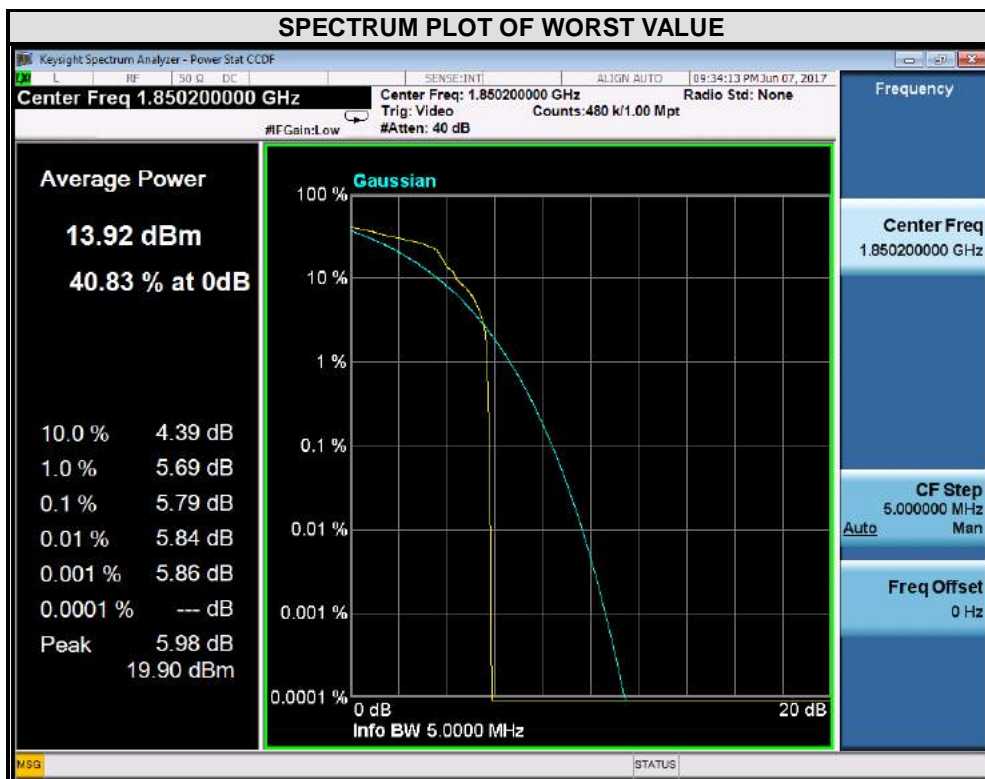 SPECTRUM PLOT OF WORST VALUE
Keysight Spectrum Analyzer - Power Stat CCDF
LXI L RF 50 Ω DC SENSE:INT ALIGN AUTO 09:34:13 PM Jun 07, 2017
Center Freq 1.850200000 GHz
#IFGain:Low
Center Freq: 1.850200000 GHz
Radio Std: None
Trig: Video
Counts:480 k/1.00 Mpt
#Atten: 40 dB
Average Power
13.92 dBm
40.83 % at 0dB
10.0 % 4.39 dB
1.0 % 5.69 dB
0.1 % 5.79 dB
0.01 % 5.84 dB
0.001 % 5.86 dB
0.0001 % --- dB
Peak 5.98 dB
19.90 dBm
Gaussian
100 %
10 %
1 %
0.1 %
0.01 %
0.001 %
0.0001 %
0 dB
20 dB
Info BW 5.0000 MHz
Frequency
Center Freq
1.850200000 GHz
CF Step
5.000000 MHz
Auto Man
Freq Offset
0 Hz
MSG
STATUS